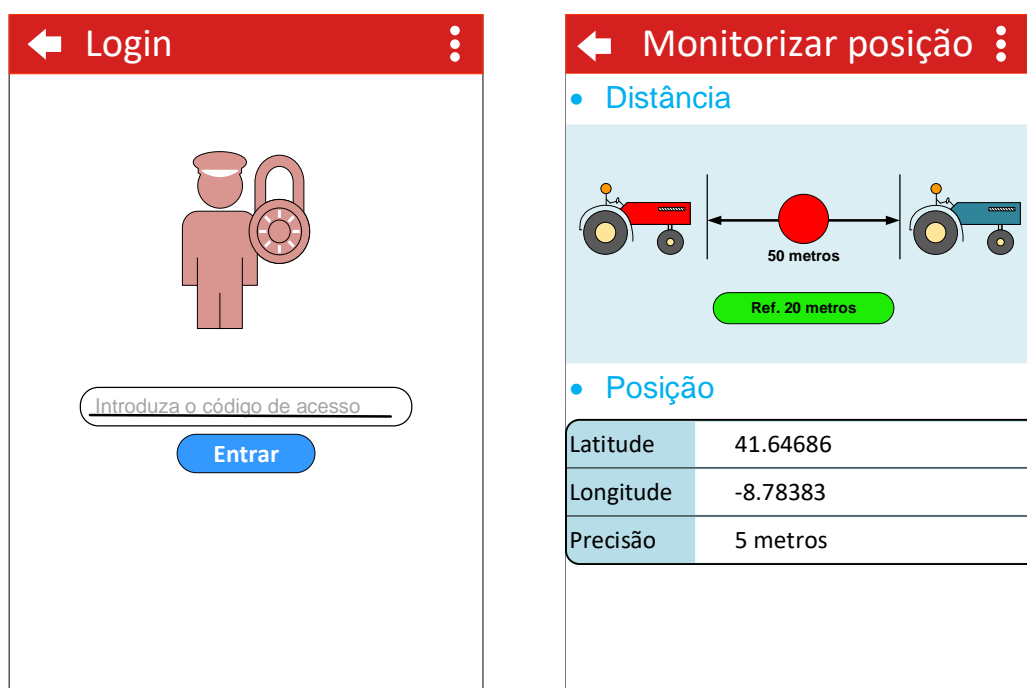 Login
Introduza o código de acesso
Entrar
Monitorizar posição
• Distância
50 metros
Ref. 20 metros
• Posição
Latitude 41.64686
Longitude -8.78383
Precisão 5 metros